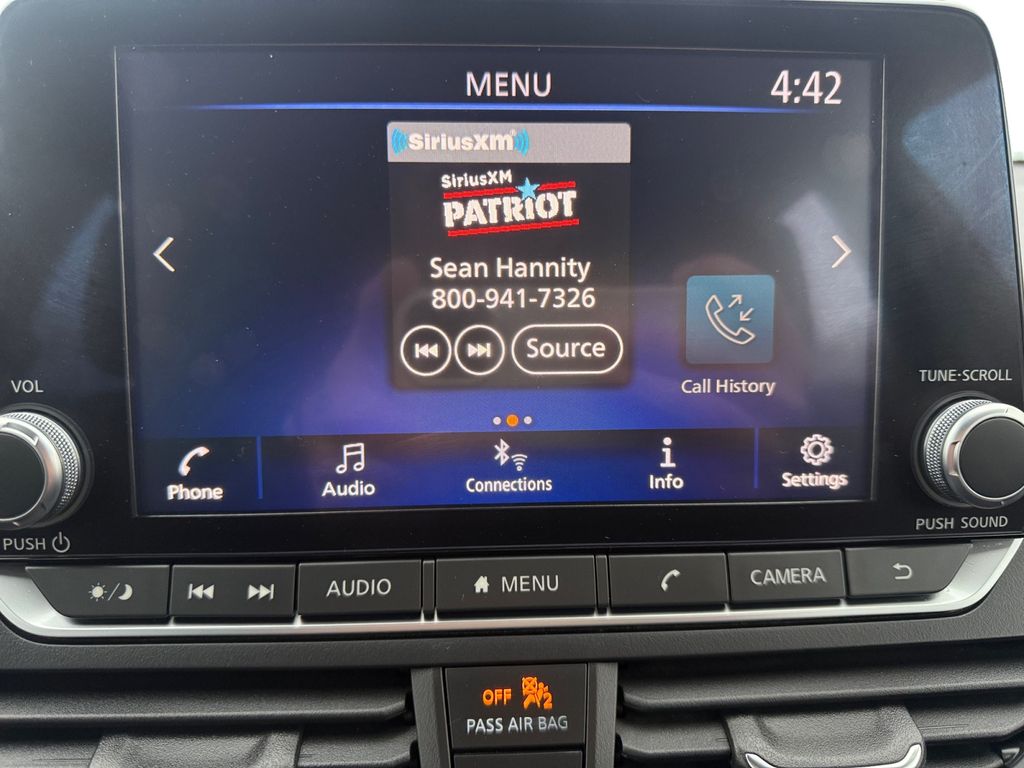 MENU
4:42
SiriusXM
SiriusXM
PATRIOT
Sean Hannity
800-941-7326
Source
Call History
VOL
TUNE·SCROLL
Phone
Audio
Connections
Info
Settings
PUSH
PUSH SOUND
AUDIO
MENU
CAMERA
OFF
2
PASS AIR BAG